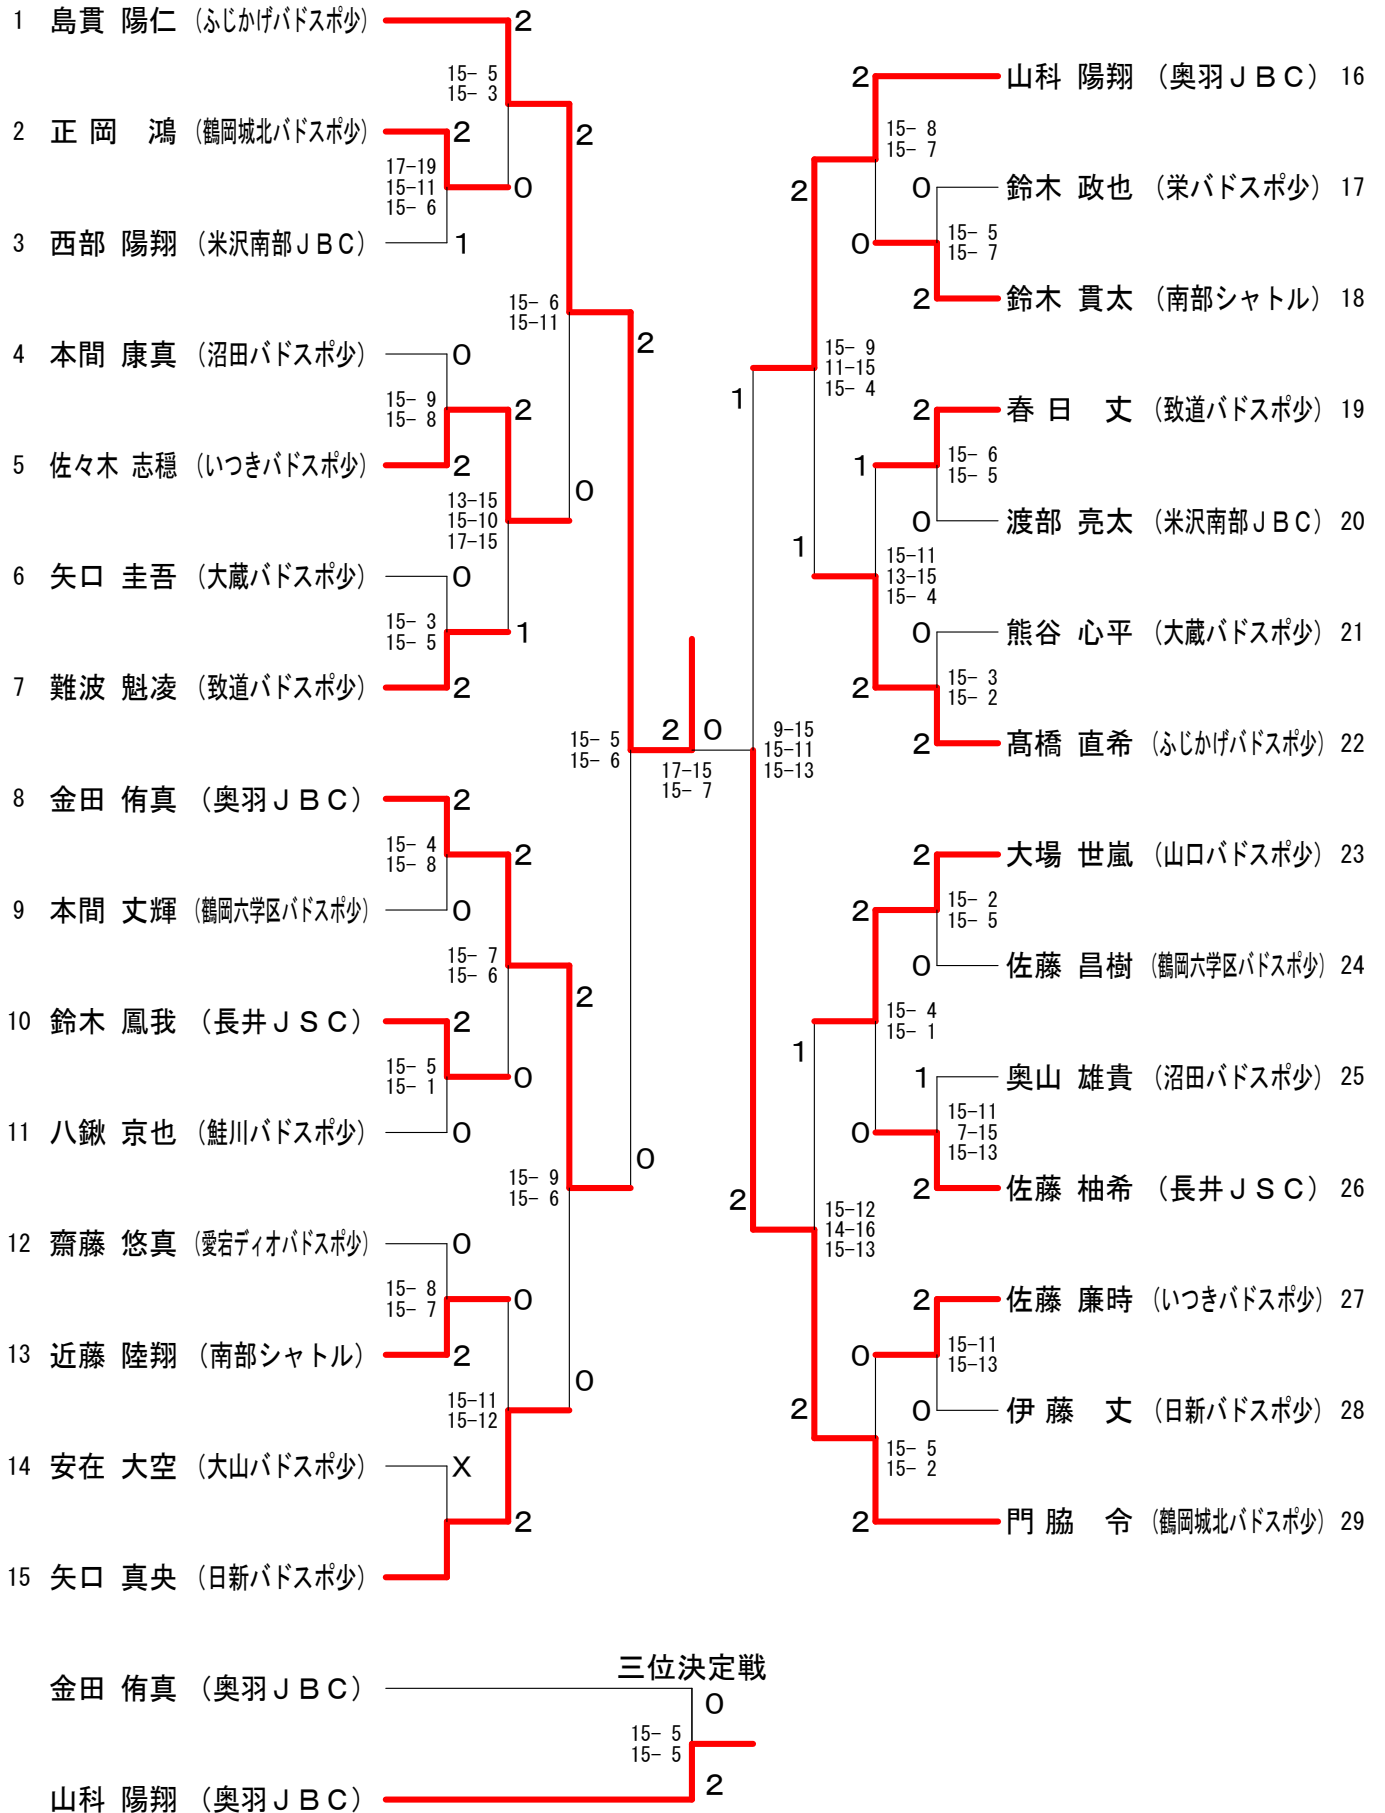 1 島貫 陽仁 (ふじかげバドスポ少) 2
15- 5
15- 3
2 正 岡 鴻 (鶴岡城北バドスポ少) 2
17-19
15-11
15- 6
0
2
3 西部 陽翔 (米沢南部ＪＢＣ) 1
15- 6
15-11
2
4 本間 康真 (沼田バドスポ少) 0
15- 9
15- 8
2
5 佐々木 志穏 (いつきバドスポ少) 2
13-15
15-10
17-15
0
6 矢口 圭吾 (大蔵バドスポ少) 0
15- 3
15- 5
1
7 難波 魁凌 (致道バドスポ少) 2
15- 5
15- 6
2 0
17-15
15- 7
8 金田 侑真 (奥羽ＪＢＣ) 2
15- 4
15- 8
2
9 本間 丈輝 (鶴岡六学区バドスポ少) 0
15- 7
15- 6
2
10 鈴木 鳳我 (長井ＪＳＣ) 2
15- 5
15- 1
0
11 八鍬 京也 (鮭川バドスポ少) 0
15- 9
15- 6
0
12 齋藤 悠真 (愛宕ディオバドスポ少) 0
15- 8
15- 7
0
13 近藤 陸翔 (南部シャトル) 2
15-11
15-12
0
14 安在 大空 (大山バドスポ少) X
2
15 矢口 真央 (日新バドスポ少)
2 山科 陽翔 (奥羽ＪＢＣ) 16
15- 8
15- 7
2
0 鈴木 政也 (栄バドスポ少) 17
0
15- 5
15- 7
2 鈴木 貫太 (南部シャトル) 18
1
15- 9
11-15
15- 4
2 春 日 丈 (致道バドスポ少) 19
1
15- 6
15- 5
0 渡部 亮太 (米沢南部ＪＢＣ) 20
1
15-11
13-15
15- 4
0 熊谷 心平 (大蔵バドスポ少) 21
2
15- 3
15- 2
2 髙橋 直希 (ふじかげバドスポ少) 22
9-15
15-11
15-13
2 大場 世嵐 (山口バドスポ少) 23
2
15- 2
15- 5
0 佐藤 昌樹 (鶴岡六学区バドスポ少) 24
1
15- 4
15- 1
1 奥山 雄貴 (沼田バドスポ少) 25
0
15-11
7-15
15-13
2 佐藤 柚希 (長井ＪＳＣ) 26
2
15-12
14-16
15-13
2 佐藤 廉時 (いつきバドスポ少) 27
0
15-11
15-13
0 伊 藤 丈 (日新バドスポ少) 28
2
15- 5
15- 2
2 門 脇 令 (鶴岡城北バドスポ少) 29
三位決定戦
金田 侑真 (奥羽ＪＢＣ) 0
15- 5
15- 5
山科 陽翔 (奥羽ＪＢＣ) 2